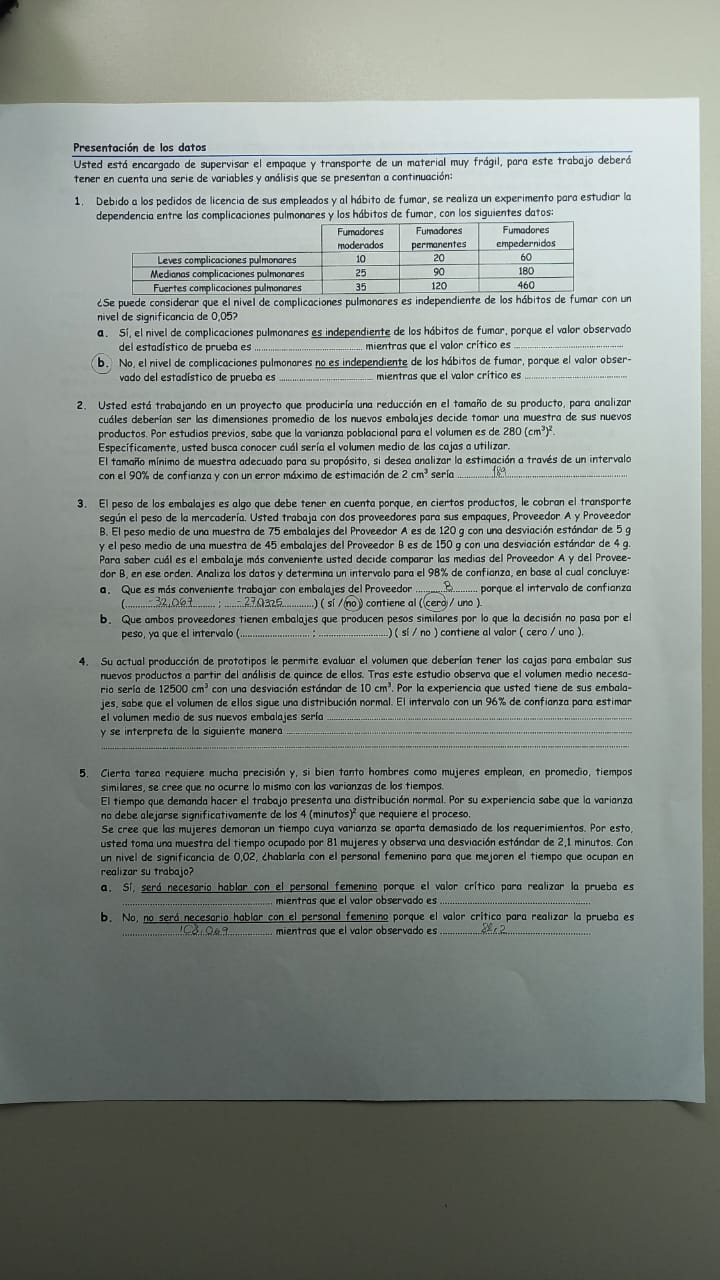 Presentación de los datos
Usted está encargado de supervisar el empaque y transporte de un material muy frágil, para este trabajo deberá
tener en cuenta una serie de variables y análisis que se presentan a continuación:
1. Debido a los pedidos de licencia de sus empleados y al hábito de fumar, se realiza un experimento para estudiar la
dependencia entre las complicaciones pulmonares y los hábitos de fumar, con los siguientes datos:
Fumadores moderados Fumadores permanentes Fumadores empedernidos
Leves complicaciones pulmonares 10 20 60
Medianas complicaciones pulmonares 25 90 180
Fuertes complicaciones pulmonares 35 120 460
¿Se puede considerar que el nivel de complicaciones pulmonares es independiente de los hábitos de fumar con un
nivel de significancia de 0,05?
a. Sí, el nivel de complicaciones pulmonares es independiente de los hábitos de fumar, porque el valor observado
del estadístico de prueba es ........ mientras que el valor crítico es ........
b. No, el nivel de complicaciones pulmonares no es independiente de los hábitos de fumar, porque el valor obser-
vado del estadístico de prueba es ........ mientras que el valor crítico es ........
2. Usted está trabajando en un proyecto que produciría una reducción en el tamaño de su producto, para analizar
cuáles deberían ser las dimensiones promedio de los nuevos embalajes decide tomar una muestra de sus nuevos
productos. Por estudios previos, sabe que la varianza poblacional para el volumen es de 280 (cm³)².
Específicamente, usted busca conocer cuál sería el volumen medio de las cajas a utilizar.
El tamaño mínimo de muestra adecuado para su propósito, si desea analizar la estimación a través de un intervalo
con el 90% de confianza y con un error máximo de estimación de 2 cm³ sería ........189........
3. El peso de los embalajes es algo que debe tener en cuenta porque, en ciertos productos, le cobran el transporte
según el peso de la mercadería. Usted trabaja con dos proveedores para sus empaques, Proveedor A y Proveedor
B. El peso medio de una muestra de 75 embalajes del Proveedor A es de 120 g con una desviación estándar de 5 g
y el peso medio de una muestra de 45 embalajes del Proveedor B es de 150 g con una desviación estándar de 4 g.
Para saber cuál es el embalaje más conveniente usted decide comparar las medias del Proveedor A y del Provee-
dor B, en ese orden. Analiza los datos y determina un intervalo para el 98% de confianza, en base al cual concluye:
a. Que es más conveniente trabajar con embalajes del Proveedor ........B........ porque el intervalo de confianza
(........-32,067........ ; ........) ( sí / no ) contiene al ( cero / uno ).
b. Que ambos proveedores tienen embalajes que producen pesos similares por lo que la decisión no pasa por el
peso, ya que el intervalo (........ ; ........) ( sí / no ) contiene al valor ( cero / uno ).
4. Su actual producción de prototipos le permite evaluar el volumen que deberían tener las cajas para embalar sus
nuevos productos a partir del análisis de quince de ellos. Tras este estudio observa que el volumen medio necesa-
rio sería de 12500 cm³ con una desviación estándar de 10 cm³. Por la experiencia que usted tiene de sus embala-
jes, sabe que el volumen de ellos sigue una distribución normal. El intervalo con un 96% de confianza para estimar
el volumen medio de sus nuevos embalajes sería ........
y se interpreta de la siguiente manera ........
5. Cierta tarea requiere mucha precisión y, si bien tanto hombres como mujeres emplean, en promedio, tiempos
similares, se cree que no ocurre lo mismo con las varianzas de los tiempos.
El tiempo que demanda hacer el trabajo presenta una distribución normal. Por su experiencia sabe que la varianza
no debe alejarse significativamente de los 4 (minutos)² que requiere el proceso.
Se cree que las mujeres demoran un tiempo cuya varianza se aparta demasiado de los requerimientos. Por esto,
usted toma una muestra del tiempo ocupado por 81 mujeres y observa una desviación estándar de 2,1 minutos. Con
un nivel de significancia de 0,02, ¿hablaría con el personal femenino para que mejoren el tiempo que ocupan en
realizar su trabajo?
a. Sí, será necesario hablar con el personal femenino porque el valor crítico para realizar la prueba es
........ mientras que el valor observado es ........
b. No, no será necesario hablar con el personal femenino porque el valor crítico para realizar la prueba es
........108,069........ mientras que el valor observado es ........88,2........